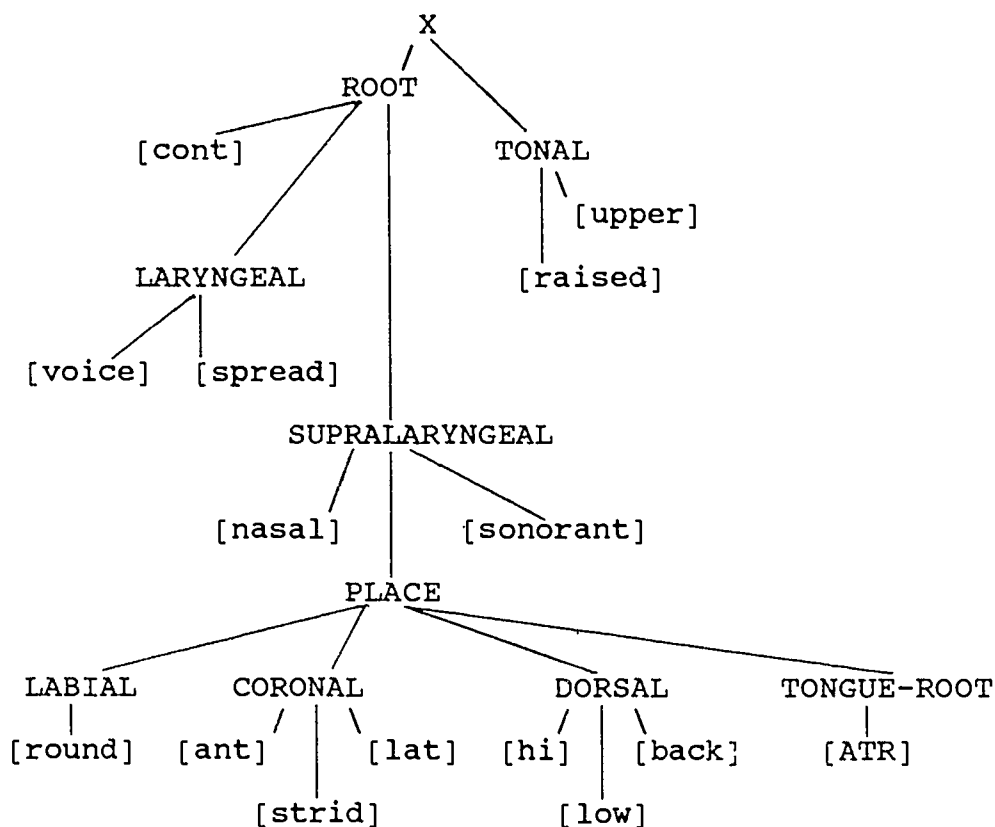 X
ROOT
[cont]
TONAL
[upper]
LARYNGEAL
[raised]
[voice] [spread]
SUPRALARYNGEAL
[nasal] [sonorant]
PLACE
LABIAL CORONAL DORSAL TONGUE-ROOT
[round] [ant] [lat] [hi] [back] [ATR]
[strid] [low]